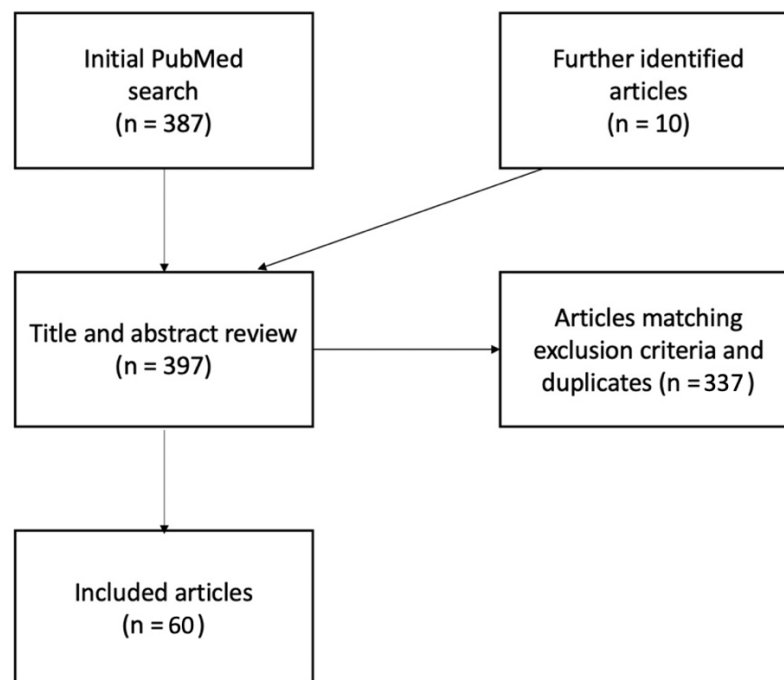 Initial PubMed
search
(n = 387)
Further identified
articles
(n = 10)
Title and abstract review
(n = 397)
Articles matching
exclusion criteria and
duplicates (n = 337)
Included articles
(n = 60)